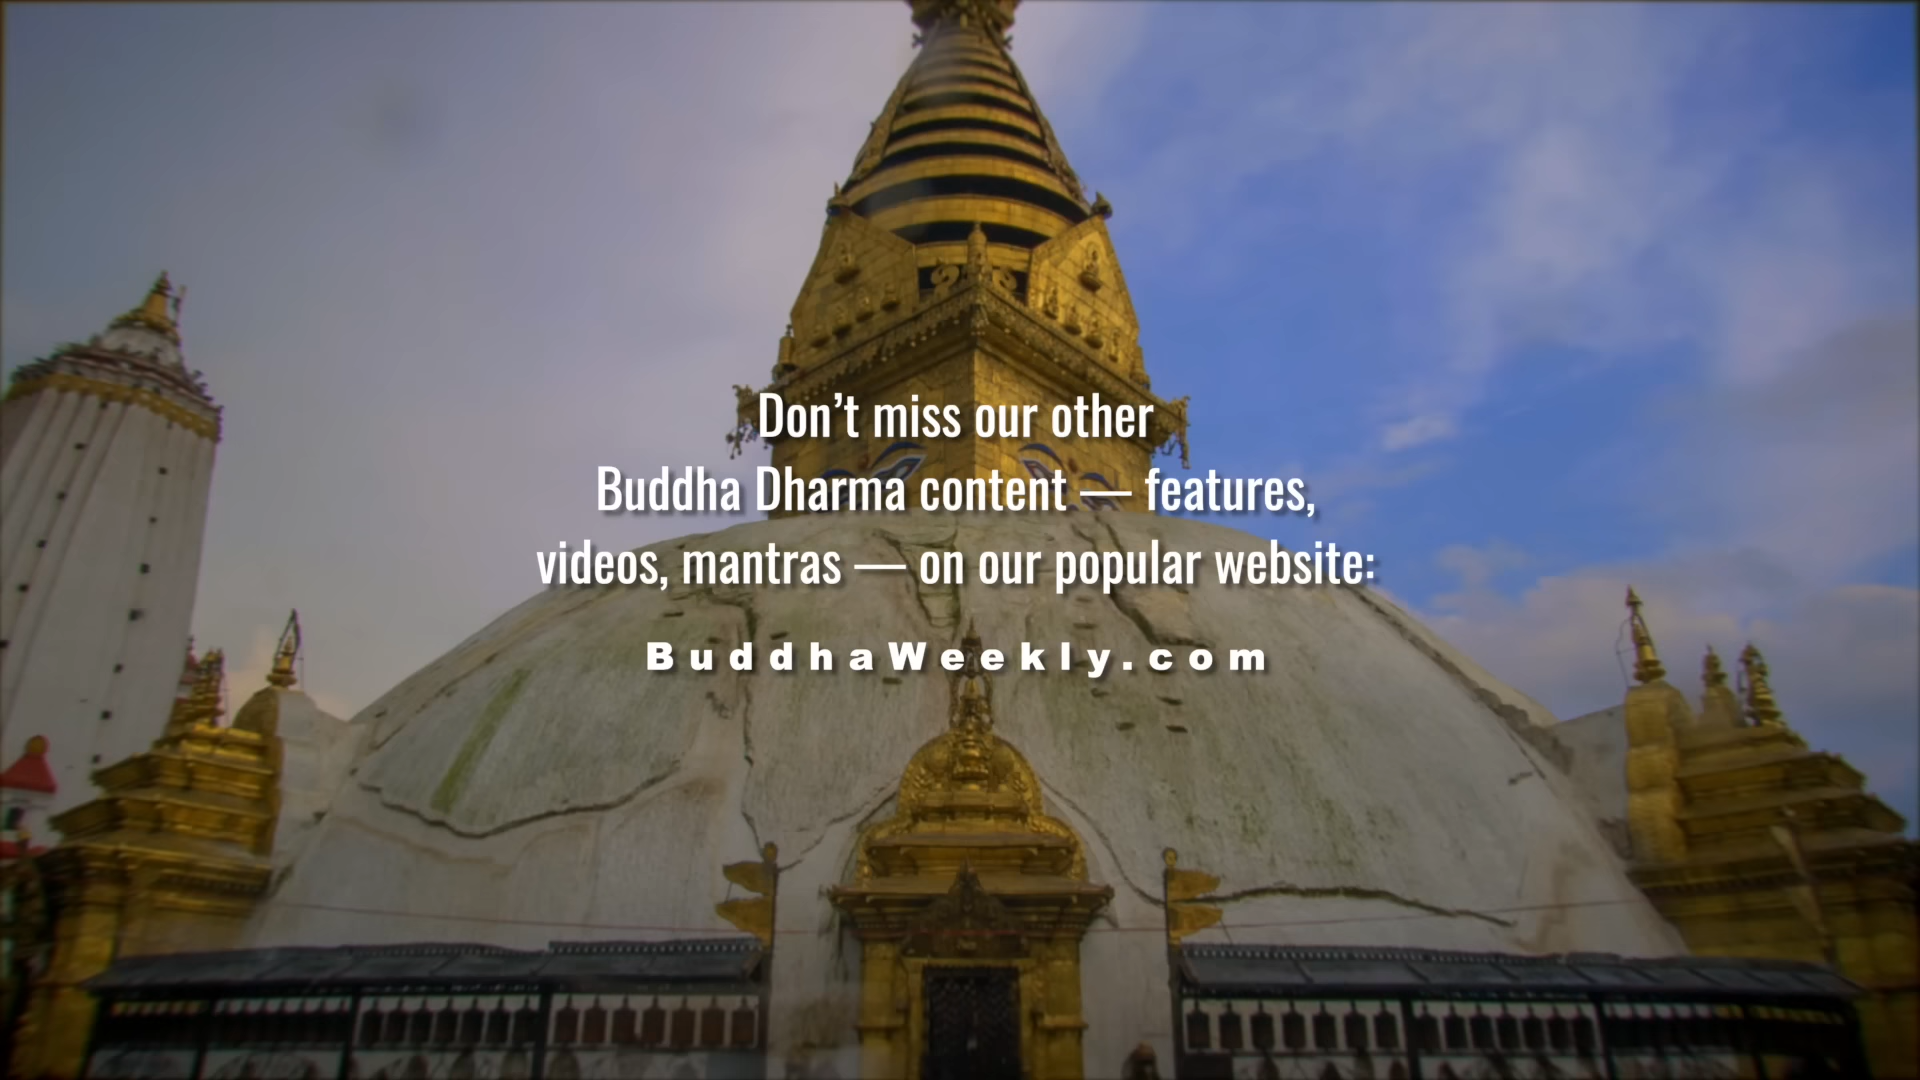 Don’t miss our other
Buddha Dharma content — features,
videos, mantras — on our popular website:
BuddhaWeekly.com